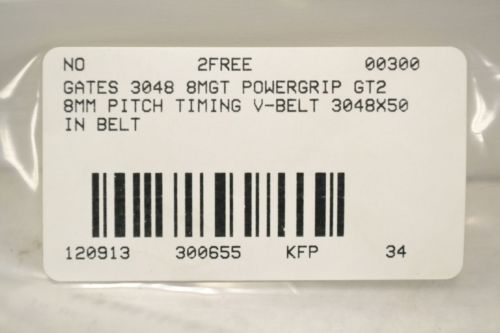 NO 2FREE 00300
GATES 3048 8MGT POWERGRIP GT2
8MM PITCH TIMING V-BELT 3048X50
IN BELT
120913 300655 KFP 34